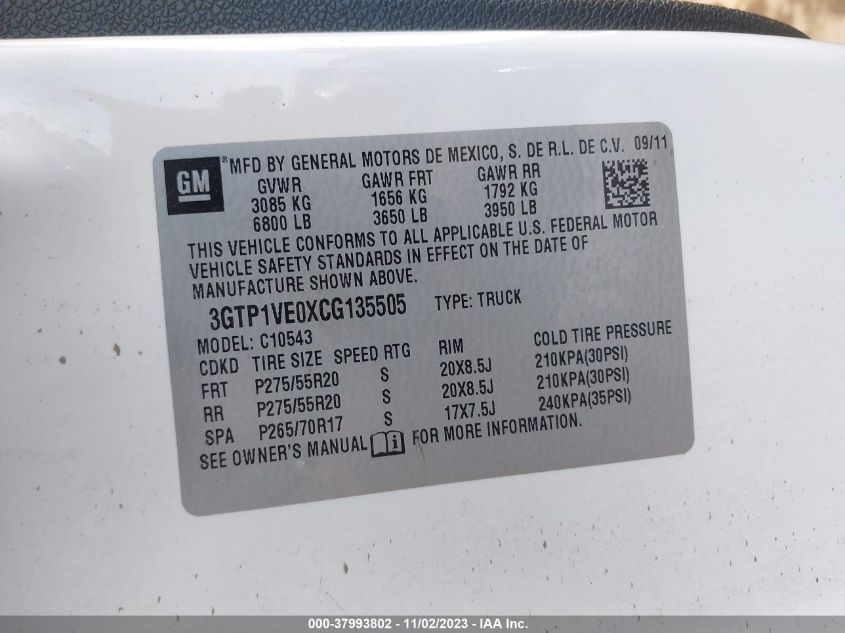 GM ® MFD BY GENERAL MOTORS DE MEXICO, S. DE R.L. DE C.V. 09/11
GVWR GAWR FRT GAWR RR
3085 KG 1656 KG 1792 KG
6800 LB 3650 LB 3950 LB
THIS VEHICLE CONFORMS TO ALL APPLICABLE U.S. FEDERAL MOTOR
VEHICLE SAFETY STANDARDS IN EFFECT ON THE DATE OF
MANUFACTURE SHOWN ABOVE.
3GTP1VE0XCG135505 TYPE: TRUCK
MODEL: C10543
CDKD TIRE SIZE SPEED RTG RIM COLD TIRE PRESSURE
FRT P275/55R20 S 20X8.5J 210KPA(30PSI)
RR P275/55R20 S 20X8.5J 210KPA(30PSI)
SPA P265/70R17 S 17X7.5J 240KPA(35PSI)
SEE OWNER'S MANUAL i FOR MORE INFORMATION.
000-37993802 - 11/02/2023 - IAA Inc.